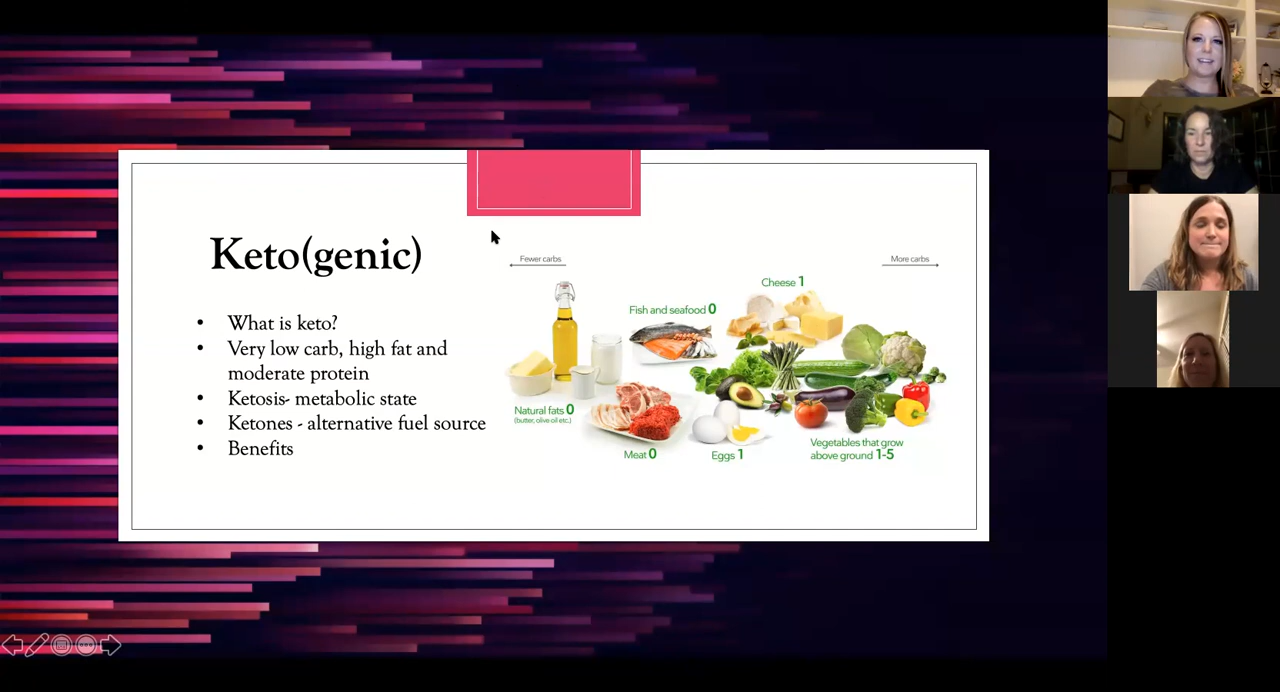 Keto(genic)
• What is keto?
• Very low carb, high fat and
moderate protein
• Ketosis- metabolic state
• Ketones - alternative fuel source
• Benefits
Fewer carbs
More carbs
Cheese 1
Fish and seafood 0
Natural fats 0
(butter, olive oil etc.)
Meat 0
Eggs 1
Vegetables that grow
above ground 1-5